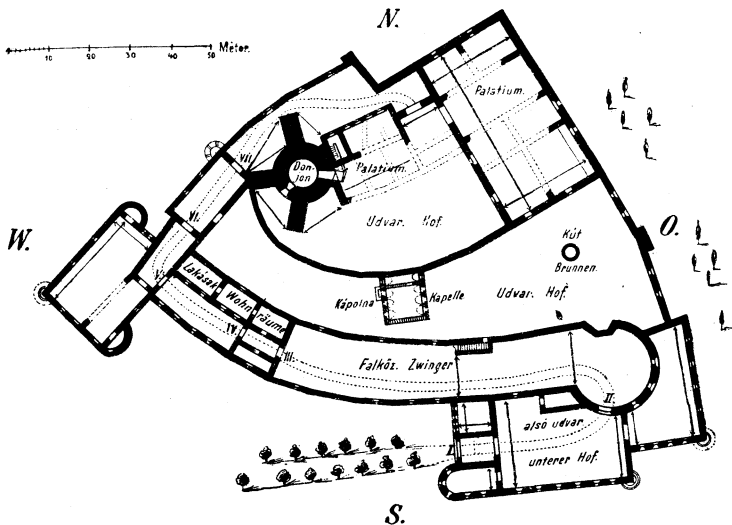 N.
Méter.
10 20 30 40 50
Palatium.
VII.
Don-
jon
Palatium.
VI.
Udvar. Hof.
W.
O.
Kút
Brunnen.
V.
Lakások
Wohnräume
Kápolna
Kapelle
Udvar. Hof.
IV.
III.
Falköz. Zwinger
II.
alsó udvar.
I.
unterer Hof.
S.